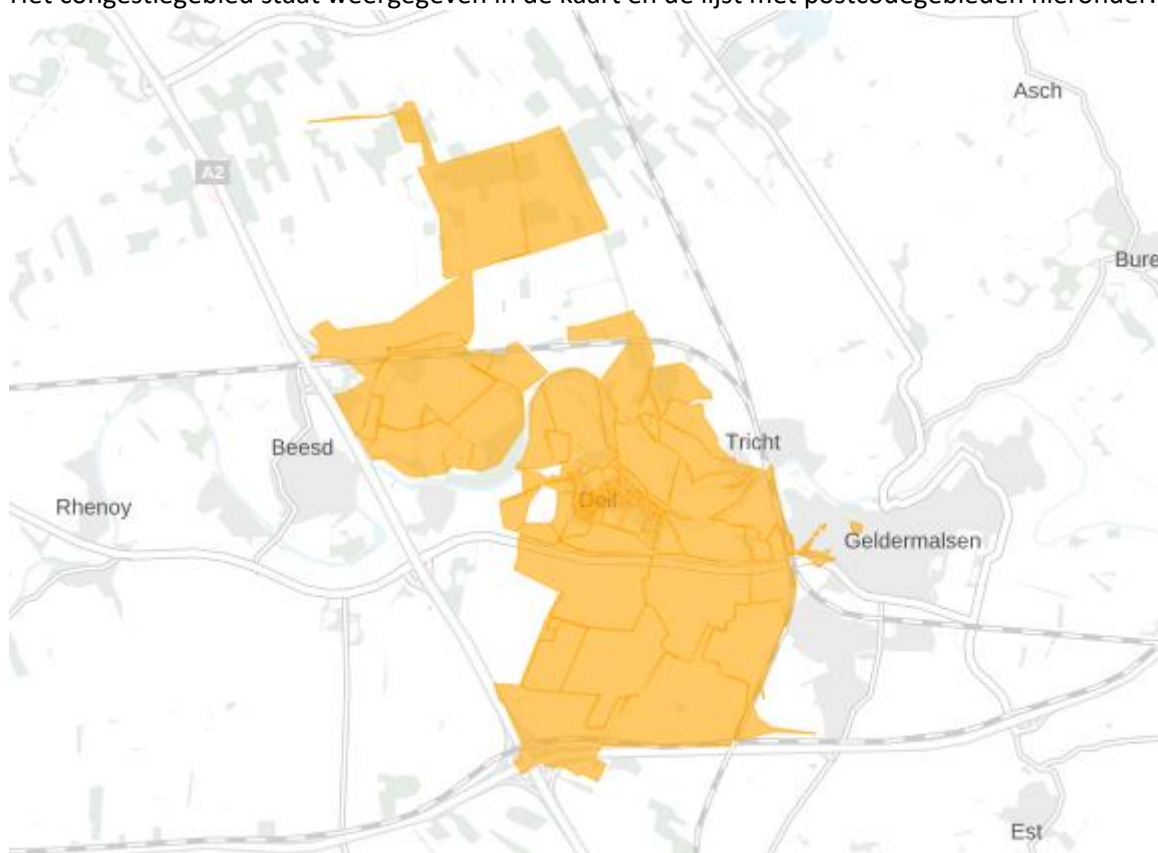 Het congestiegebied staat weergegeven in de kaart en de lijst met postcodegebieden hieronder.
Asch
A2
Bure
Beesd
Tricht
Rhenoy
Deil
Geldermalsen
Est